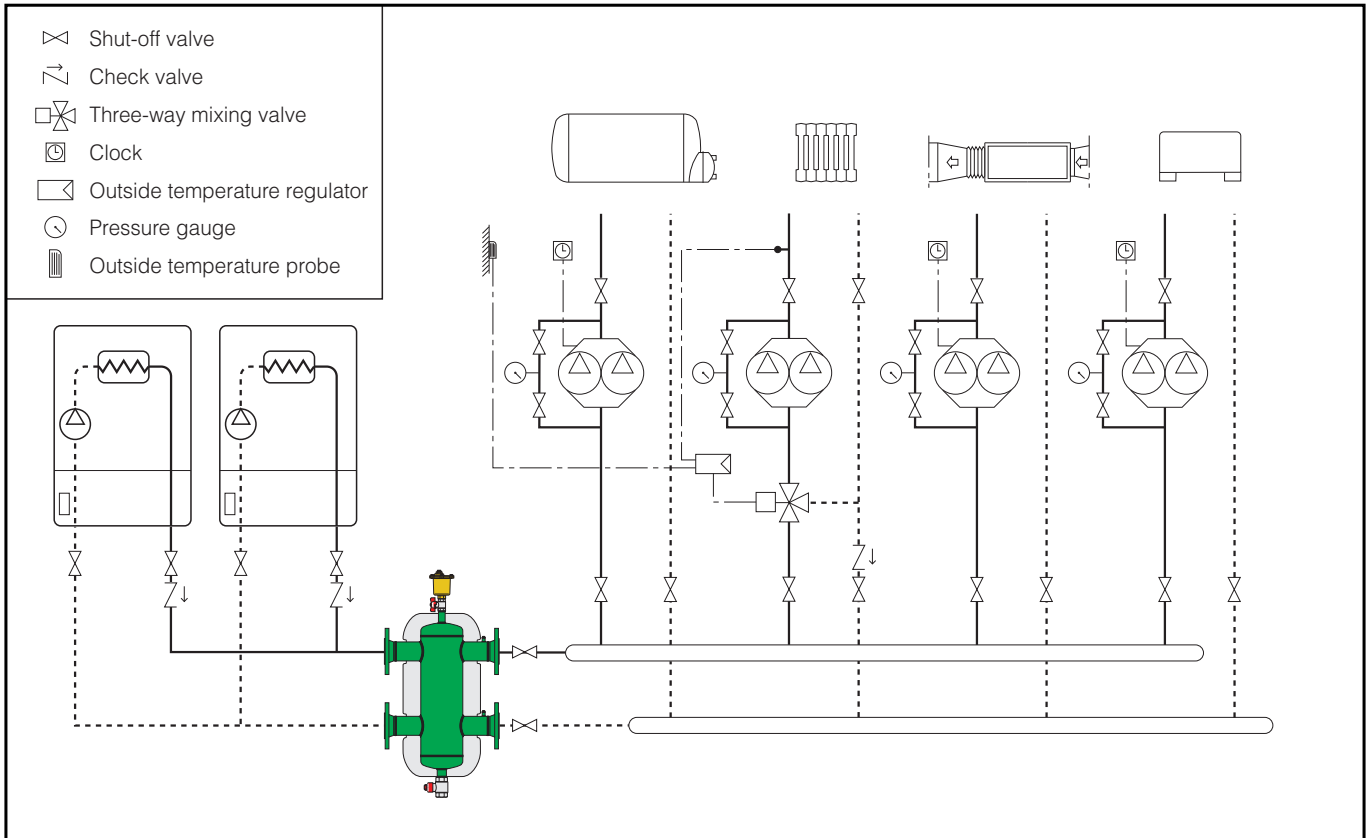 Shut-off valve
Check valve
Three-way mixing valve
Clock
Outside temperature regulator
Pressure gauge
Outside temperature probe